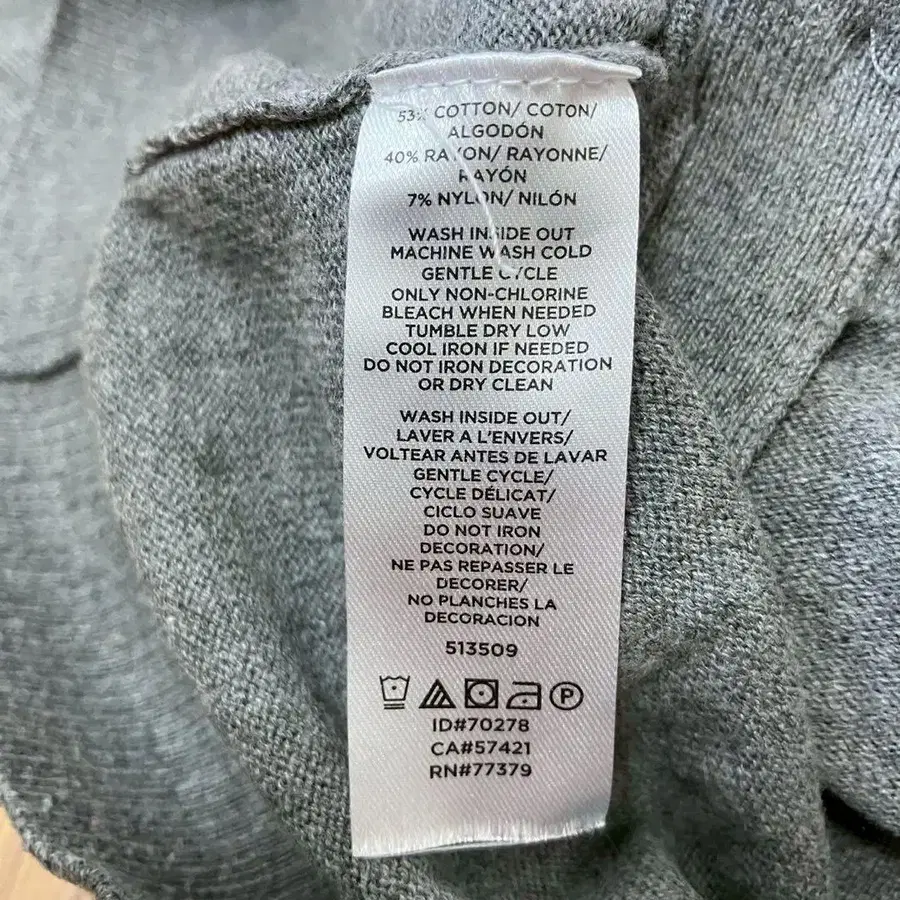 53% COTTON/ COTON/
ALGODÓN
40% RAYON/ RAYONNE/
RAYÓN
7% NYLON/ NILÓN
WASH INSIDE OUT
MACHINE WASH COLD
GENTLE CYCLE
ONLY NON-CHLORINE
BLEACH WHEN NEEDED
TUMBLE DRY LOW
COOL IRON IF NEEDED
DO NOT IRON DECORATION
OR DRY CLEAN
WASH INSIDE OUT/
LAVER A L'ENVERS/
VOLTEAR ANTES DE LAVAR
GENTLE CYCLE/
CYCLE DÉLICAT/
CICLO SUAVE
DO NOT IRON
DECORATION/
NE PAS REPASSER LE
DECORER/
NO PLANCHES LA
DECORACION
513509
P
ID#70278
CA#57421
RN#77379